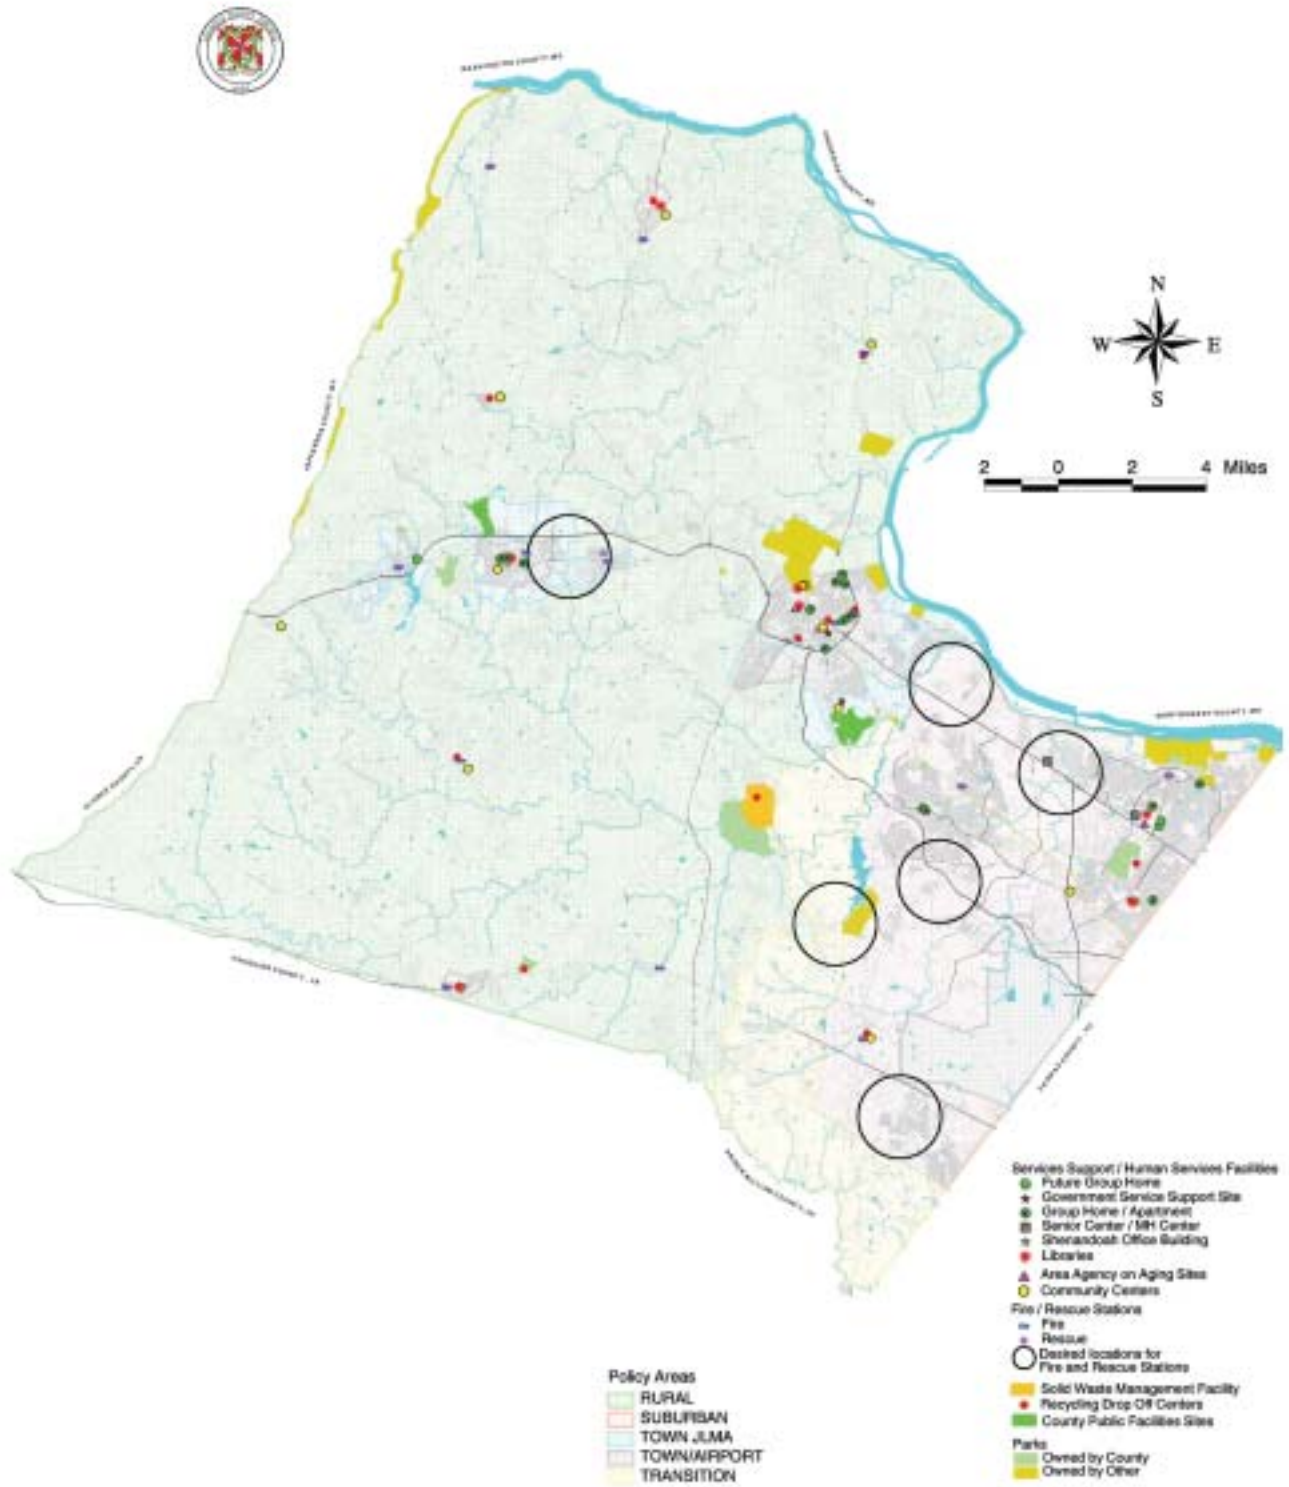 N
W E
S
2 0 2 4 Miles
Services Support / Human Services Facilities
Future Group Home
Government Service Support Site
Group Home / Apartment
Senior Center / MH Center
Shenandoah Office Building
Libraries
Area Agency on Aging Sites
Community Centers
Fire / Rescue Stations
Fire
Rescue
Desired locations for
Fire and Rescue Stations
Solid Waste Management Facility
Recycling Drop Off Centers
County Public Facilities Sites
Parks
Owned by County
Owned by Other
Policy Areas
RURAL
SUBURBAN
TOWN JLMA
TOWN/AIRPORT
TRANSITION